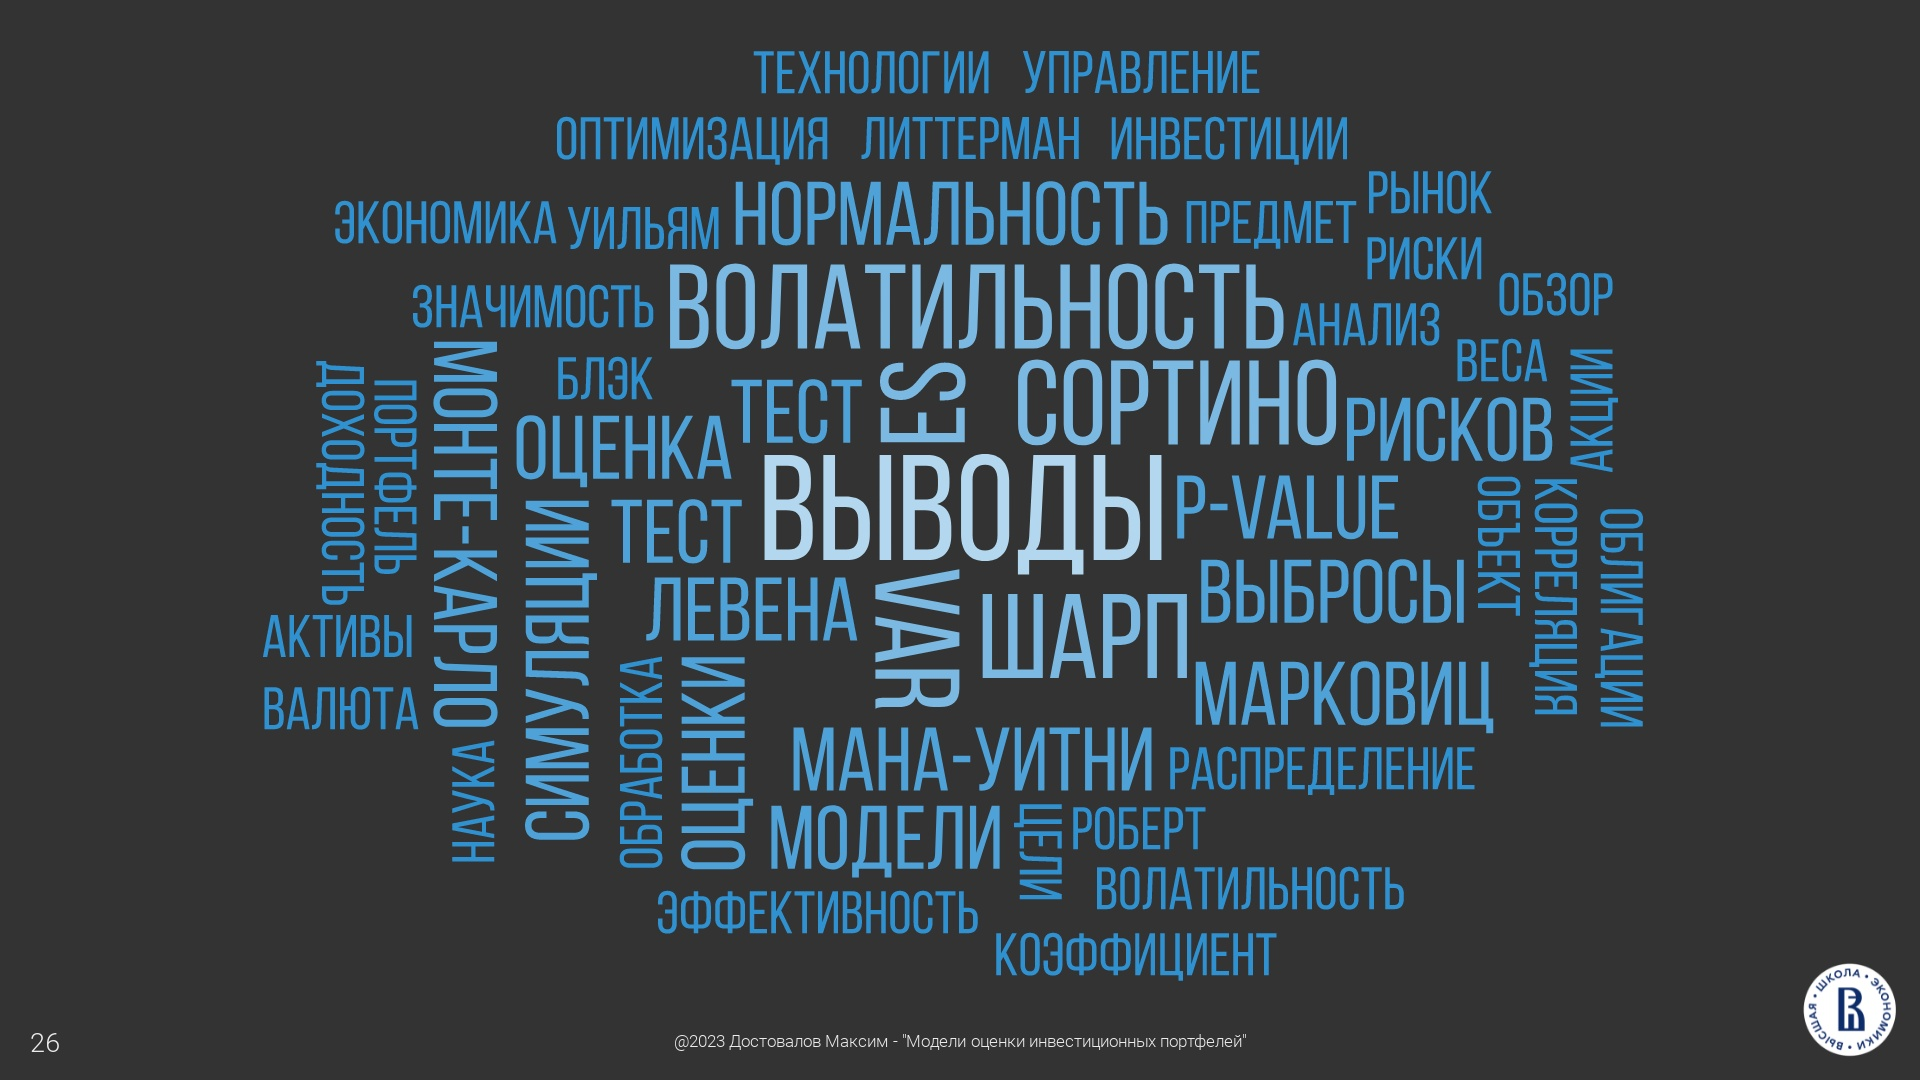 ТЕХНОЛОГИИ УПРАВЛЕНИЕ
ОПТИМИЗАЦИЯ ЛИТТЕРМАН ИНВЕСТИЦИИ
РЫНОК
ЭКОНОМИКА УИЛЬЯМ НОРМАЛЬНОСТЬ ПРЕДМЕТ
РИСКИ
ЗНАЧИМОСТЬ ВОЛАТИЛЬНОСТЬ АНАЛИЗ ОБЗОР
БЛЭК ТЕСТ ES СОРТИНО ВЕСА
АКЦИИ
ДОХОДНОСТЬ
ПОРТФЕЛЬ
МОНТЕ-КАРЛО
ОЦЕНКА РИСКОВ
СИМУЛЯЦИИ
ТЕСТ ВЫВОДЫ P-VALUE
ОБЪЕКТ
КОРРЕЛЯЦИЯ
ОБЛИГАЦИИ
ЛЕВЕНА VAR ШАРП ВЫБРОСЫ
АКТИВЫ
ВАЛЮТА
ОБРАБОТКА
ОЦЕНКИ
МАРКОВИЦ
НАУКА
МАНА-УИТНИ РАСПРЕДЕЛЕНИЕ
МОДЕЛИ ЦЕЛИ РОБЕРТ
ВОЛАТИЛЬНОСТЬ
ЭФФЕКТИВНОСТЬ
КОЭФФИЦИЕНТ
ВЫСШАЯ • ШКОЛА • ЭКОНОМИКИ •
26
@2023 Достовалов Максим - "Модели оценки инвестиционных портфелей"